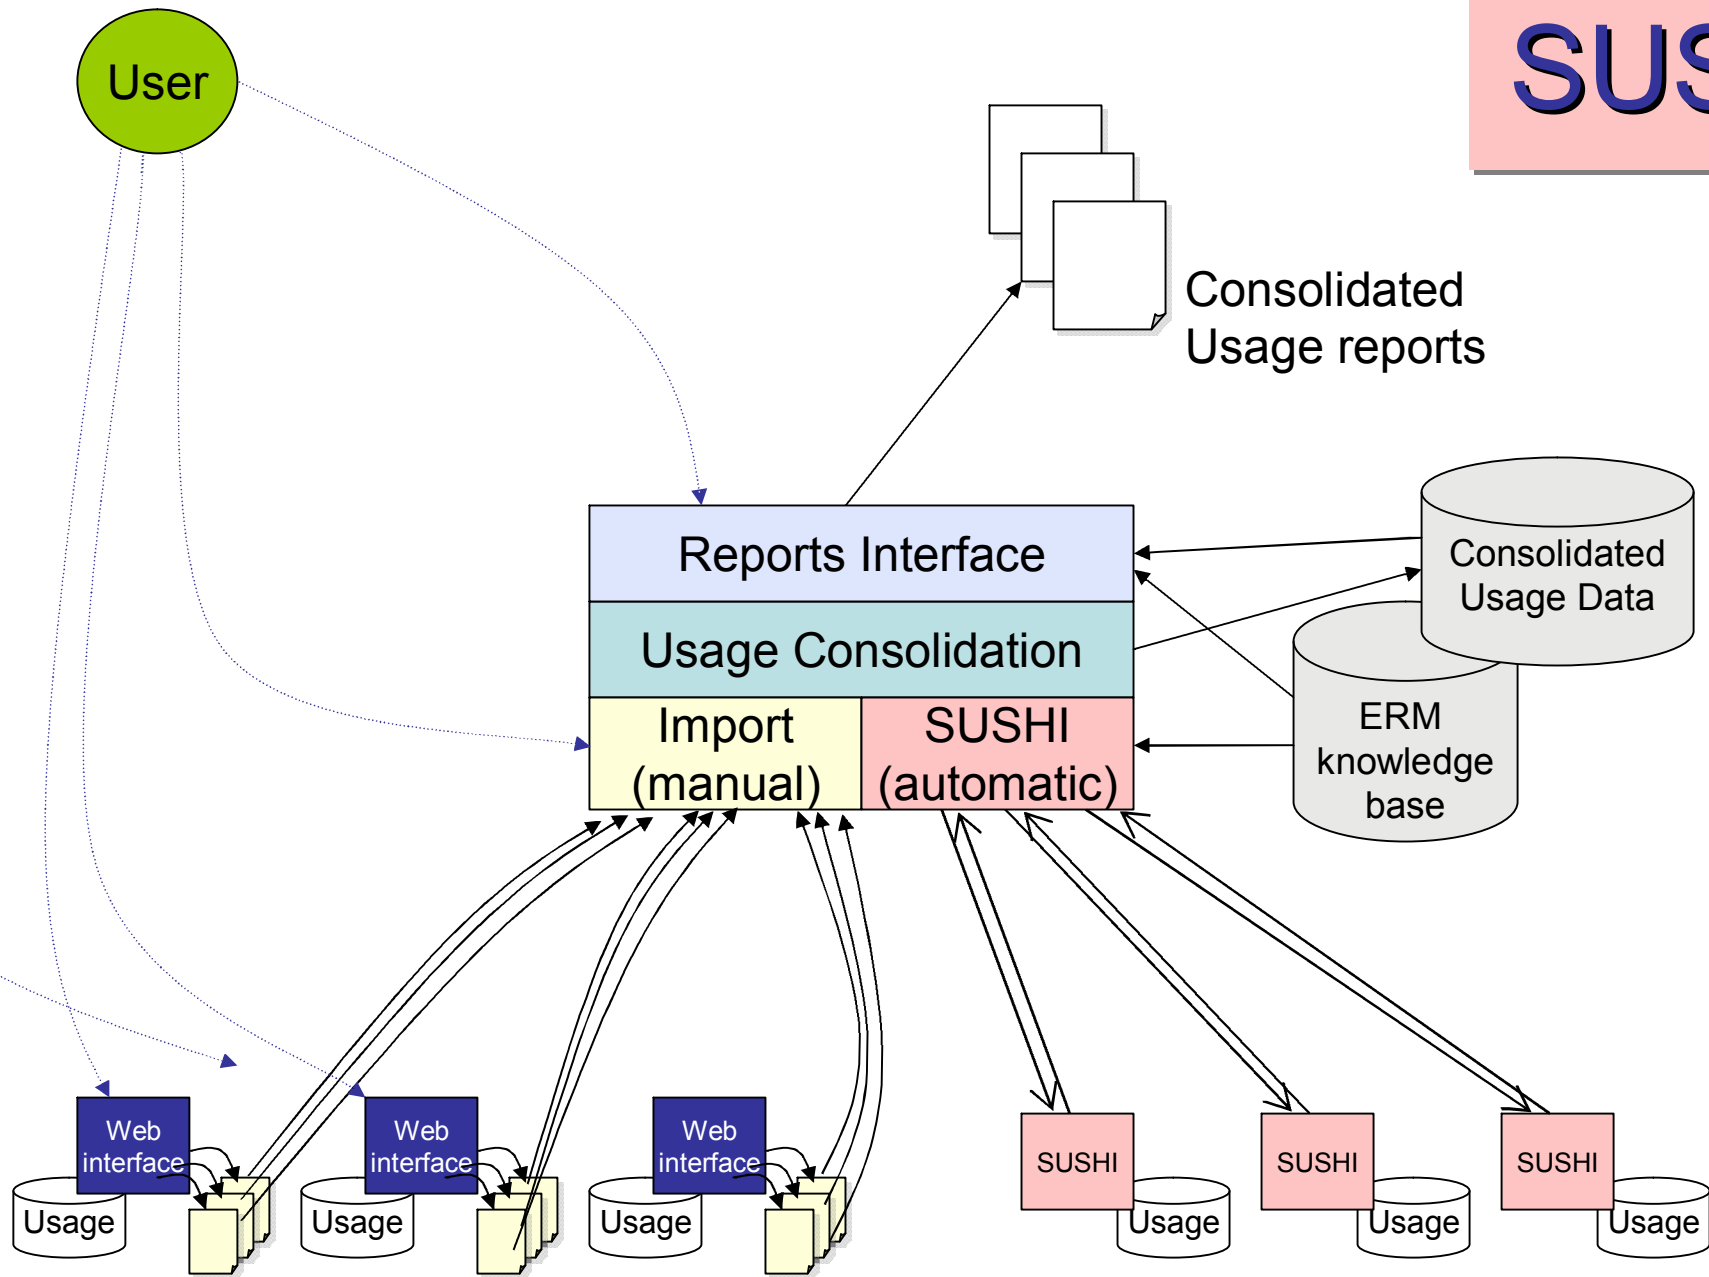 SUS
User
Consolidated
Usage reports
Reports Interface
Consolidated
Usage Data
Usage Consolidation
Import
(manual)
SUSHI
(automatic)
ERM
knowledge
base
Web
interface
Usage
Web
interface
Usage
Web
interface
Usage
SUSHI
Usage
SUSHI
Usage
SUSHI
Usage